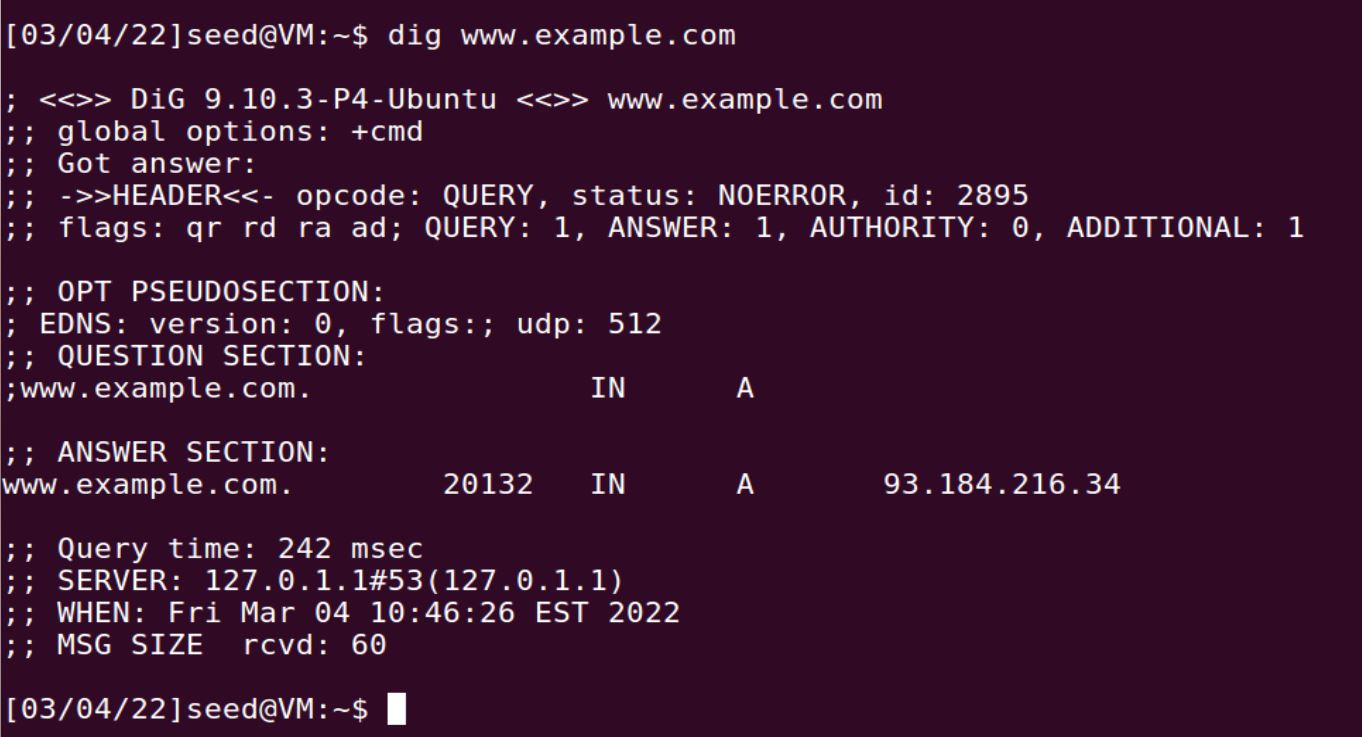 [03/04/22]seed@VM:~$ dig www.example.com
; <<>> DiG 9.10.3-P4-Ubuntu <<>> www.example.com
;; global options: +cmd
;; Got answer:
;; ->>HEADER<<- opcode: QUERY, status: NOERROR, id: 2895
;; flags: qr rd ra ad; QUERY: 1, ANSWER: 1, AUTHORITY: 0, ADDITIONAL: 1
;; OPT PSEUDOSECTION:
; EDNS: version: 0, flags:; udp: 512
;; QUESTION SECTION:
;www.example.com. IN A
;; ANSWER SECTION:
www.example.com. 20132 IN A 93.184.216.34
;; Query time: 242 msec
;; SERVER: 127.0.1.1#53(127.0.1.1)
;; WHEN: Fri Mar 04 10:46:26 EST 2022
;; MSG SIZE rcvd: 60
[03/04/22]seed@VM:~$